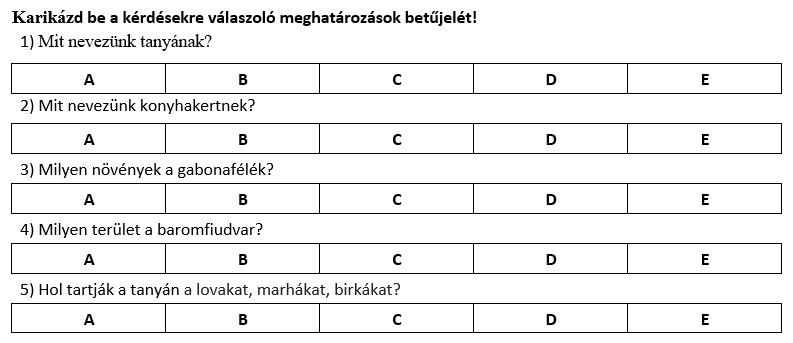 Karikázd be a kérdésekre válaszoló meghatározások betűjelét!
1) Mit nevezünk tanyának?
A B C D E
2) Mit nevezünk konyhakertnek?
A B C D E
3) Milyen növények a gabonafélék?
A B C D E
4) Milyen terület a baromfiudvar?
A B C D E
5) Hol tartják a tanyán a lovakat, marhákat, birkákat?
A B C D E